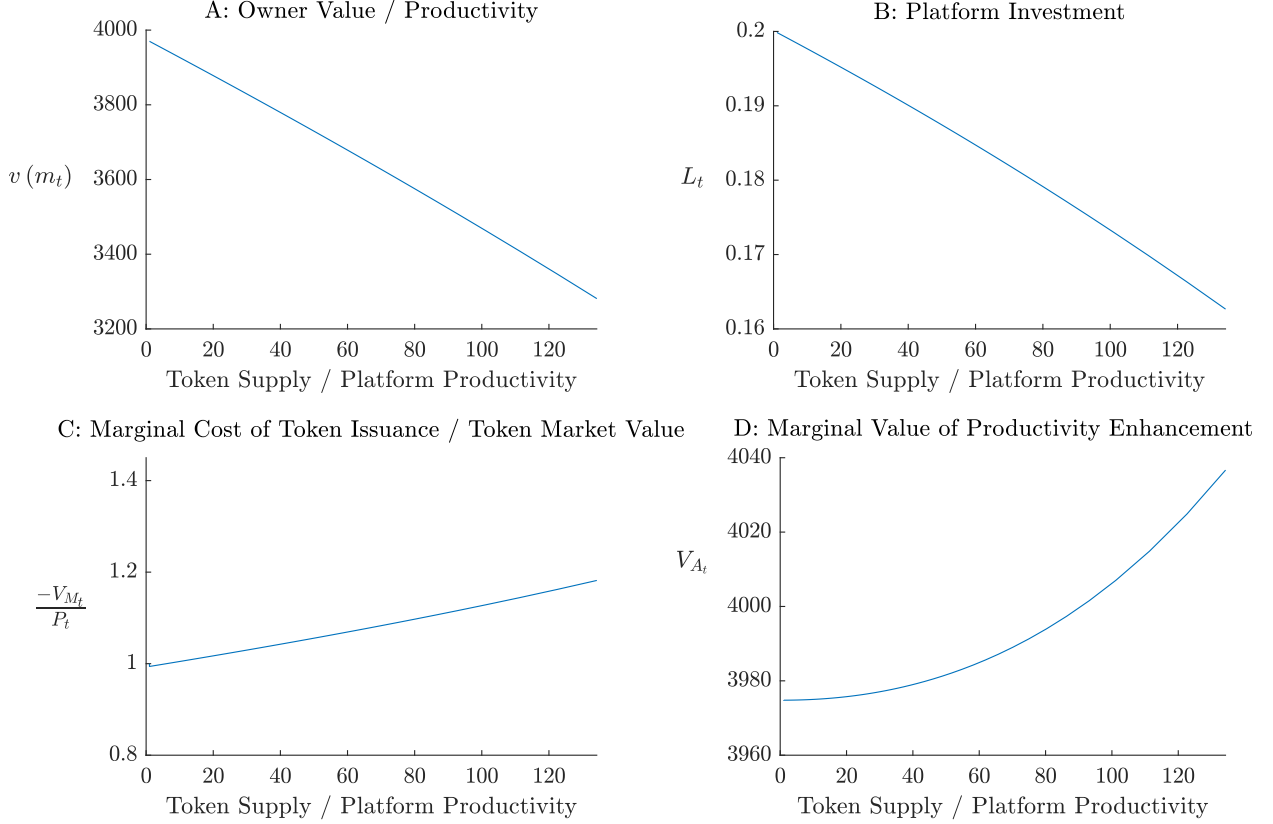 A: Owner Value / Productivity
4000
3800
3600
3400
3200
v (m_t)
0 20 40 60 80 100 120
Token Supply / Platform Productivity
B: Platform Investment
0.2
0.19
0.18
0.17
0.16
L_t
0 20 40 60 80 100 120
Token Supply / Platform Productivity
C: Marginal Cost of Token Issuance / Token Market Value
1.4
1.2
1
0.8
-V_{M_t}
P_t
0 20 40 60 80 100 120
Token Supply / Platform Productivity
D: Marginal Value of Productivity Enhancement
4040
4020
4000
3980
3960
V_{A_t}
0 20 40 60 80 100 120
Token Supply / Platform Productivity